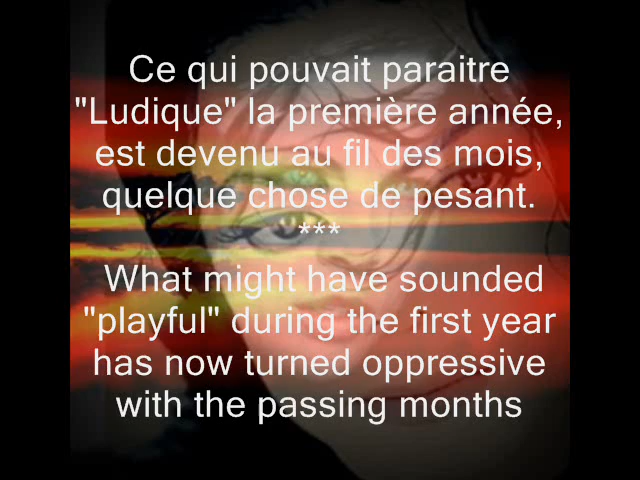 Ce qui pouvait paraitre
"Ludique" la première année,
est devenu au fil des mois,
quelque chose de pesant.
***
What might have sounded
"playful" during the first year
has now turned oppressive
with the passing months